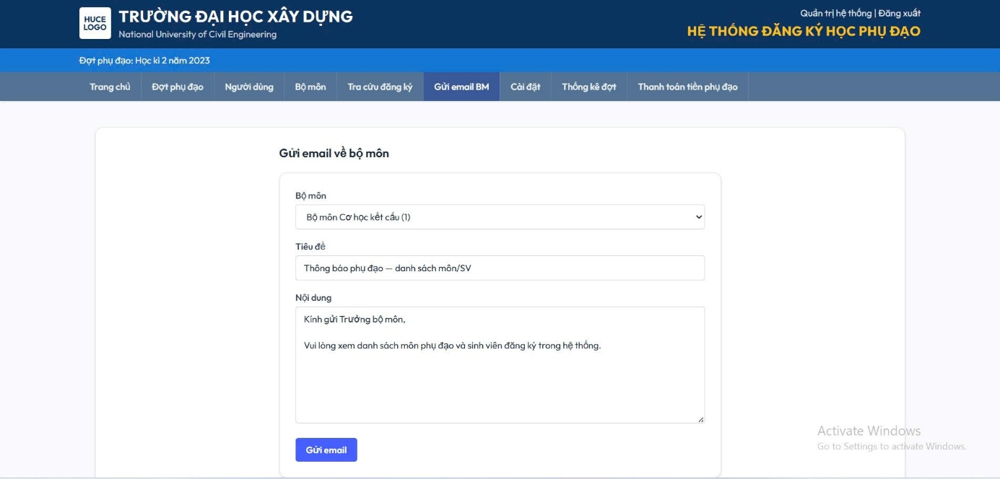 HUCE
LOGO
TRƯỜNG ĐẠI HỌC XÂY DỰNG
National University of Civil Engineering
Quản trị hệ thống | Đăng xuất
HỆ THỐNG ĐĂNG KÝ HỌC PHỤ ĐẠO
Đợt phụ đạo: Học kì 2 năm 2023
Trang chủ Đợt phụ đạo Người dùng Bộ môn Tra cứu đăng ký Gửi email BM Cài đặt Thống kê đợt Thanh toán tiền phụ đạo
Gửi email về bộ môn
Bộ môn
Bộ môn Cơ học kết cấu (1)
Tiêu đề
Thông báo phụ đạo — danh sách môn/SV
Nội dung
Kính gửi Trưởng bộ môn,
Vui lòng xem danh sách môn phụ đạo và sinh viên đăng ký trong hệ thống.
Gửi email
Activate Windows
Go to Settings to activate Windows.